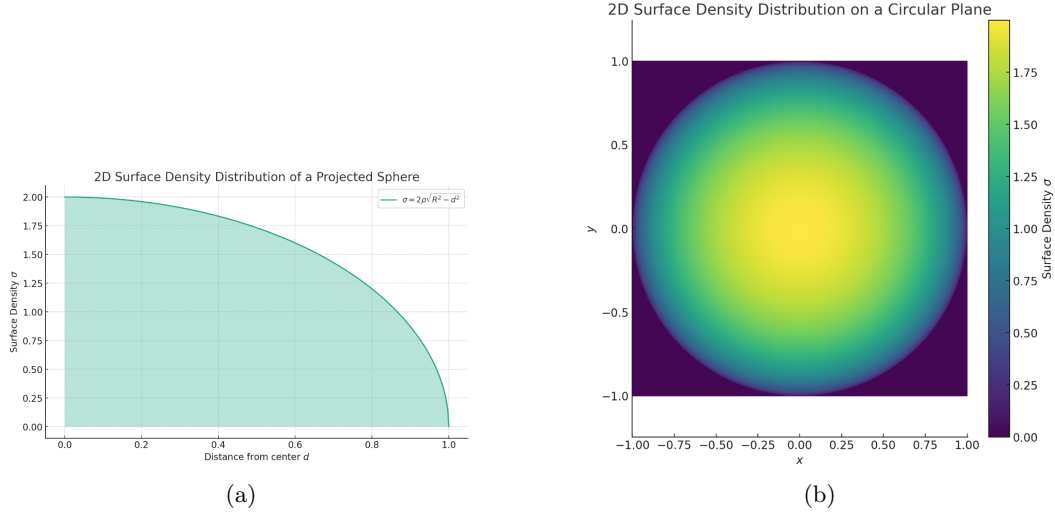 2D Surface Density Distribution of a Projected Sphere
Surface Density σ
2.00
1.75
1.50
1.25
1.00
0.75
0.50
0.25
0.00
σ = 2ρ√R² − d²
0.0 0.2 0.4 0.6 0.8 1.0
Distance from center d
(a)
2D Surface Density Distribution on a Circular Plane
y
1.0
0.5
0.0
−0.5
−1.0
−1.00 −0.75 −0.50 −0.25 0.00 0.25 0.50 0.75 1.00
x
1.75
1.50
1.25
1.00
0.75
0.50
0.25
0.00
Surface Density σ
(b)